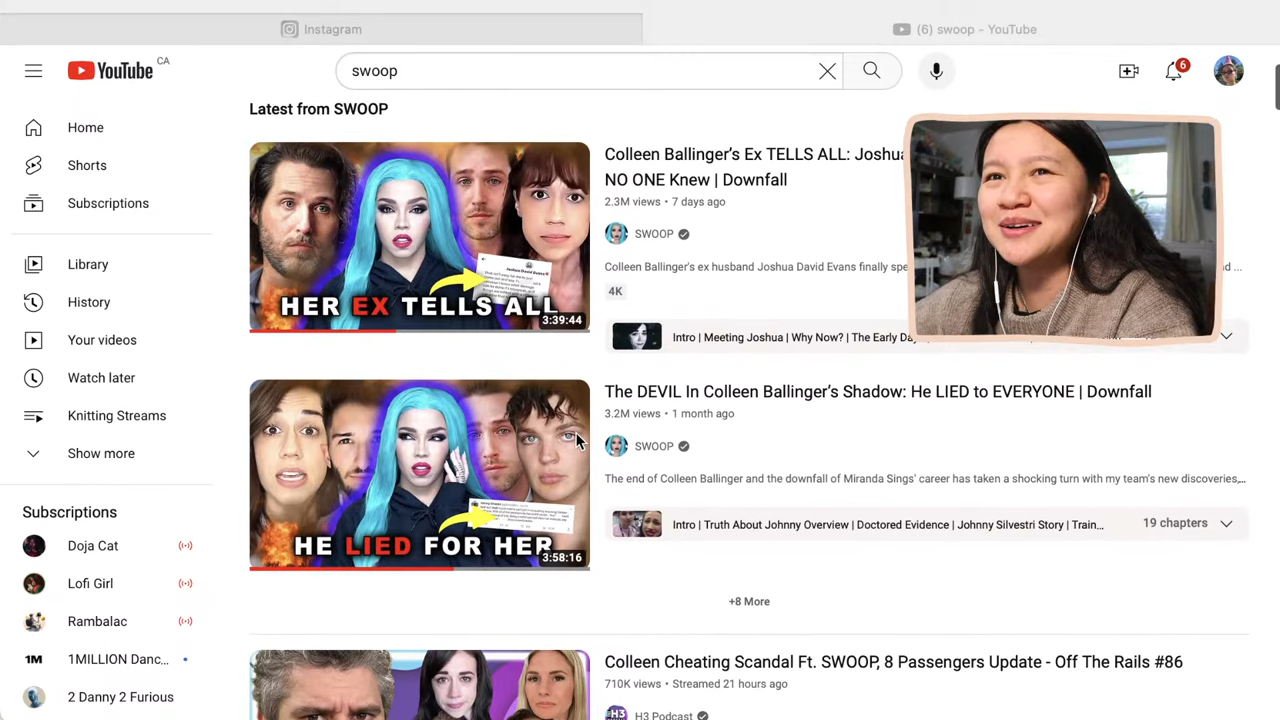 Instagram
(6) swoop - YouTube
YouTube CA
swoop
6
Home
Shorts
Subscriptions
Library
History
Your videos
Watch later
Knitting Streams
Show more
Subscriptions
Doja Cat
Lofi Girl
Rambalac
1M
1MILLION Danc...
2 Danny 2 Furious
Latest from SWOOP
HER EX TELLS ALL
3:39:44
Colleen Ballinger's Ex TELLS ALL: Joshua
NO ONE Knew | Downfall
2.3M views • 7 days ago
SWOOP
Colleen Ballinger's ex husband Joshua David Evans finally spe
d ...
4K
Intro | Meeting Joshua | Why Now? | The Early Da
HE LIED FOR HER
3:58:16
The DEVIL In Colleen Ballinger's Shadow: He LIED to EVERYONE | Downfall
3.2M views • 1 month ago
SWOOP
The end of Colleen Ballinger and the downfall of Miranda Sings' career has taken a shocking turn with my team's new discoveries,...
Intro | Truth About Johnny Overview | Doctored Evidence | Johnny Silvestri Story | Train...
19 chapters
+8 More
Colleen Cheating Scandal Ft. SWOOP, 8 Passengers Update - Off The Rails #86
710K views • Streamed 21 hours ago
H3
H3 Podcast